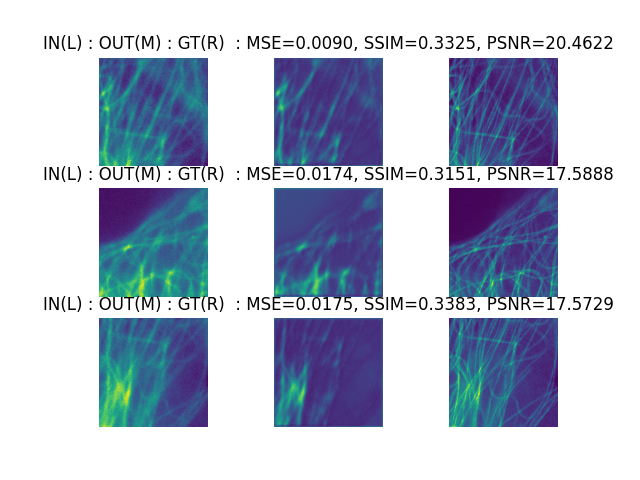 IN(L) : OUT(M) : GT(R)  : MSE=0.0090, SSIM=0.3325, PSNR=20.4622
IN(L) : OUT(M) : GT(R)  : MSE=0.0174, SSIM=0.3151, PSNR=17.5888
IN(L) : OUT(M) : GT(R)  : MSE=0.0175, SSIM=0.3383, PSNR=17.5729